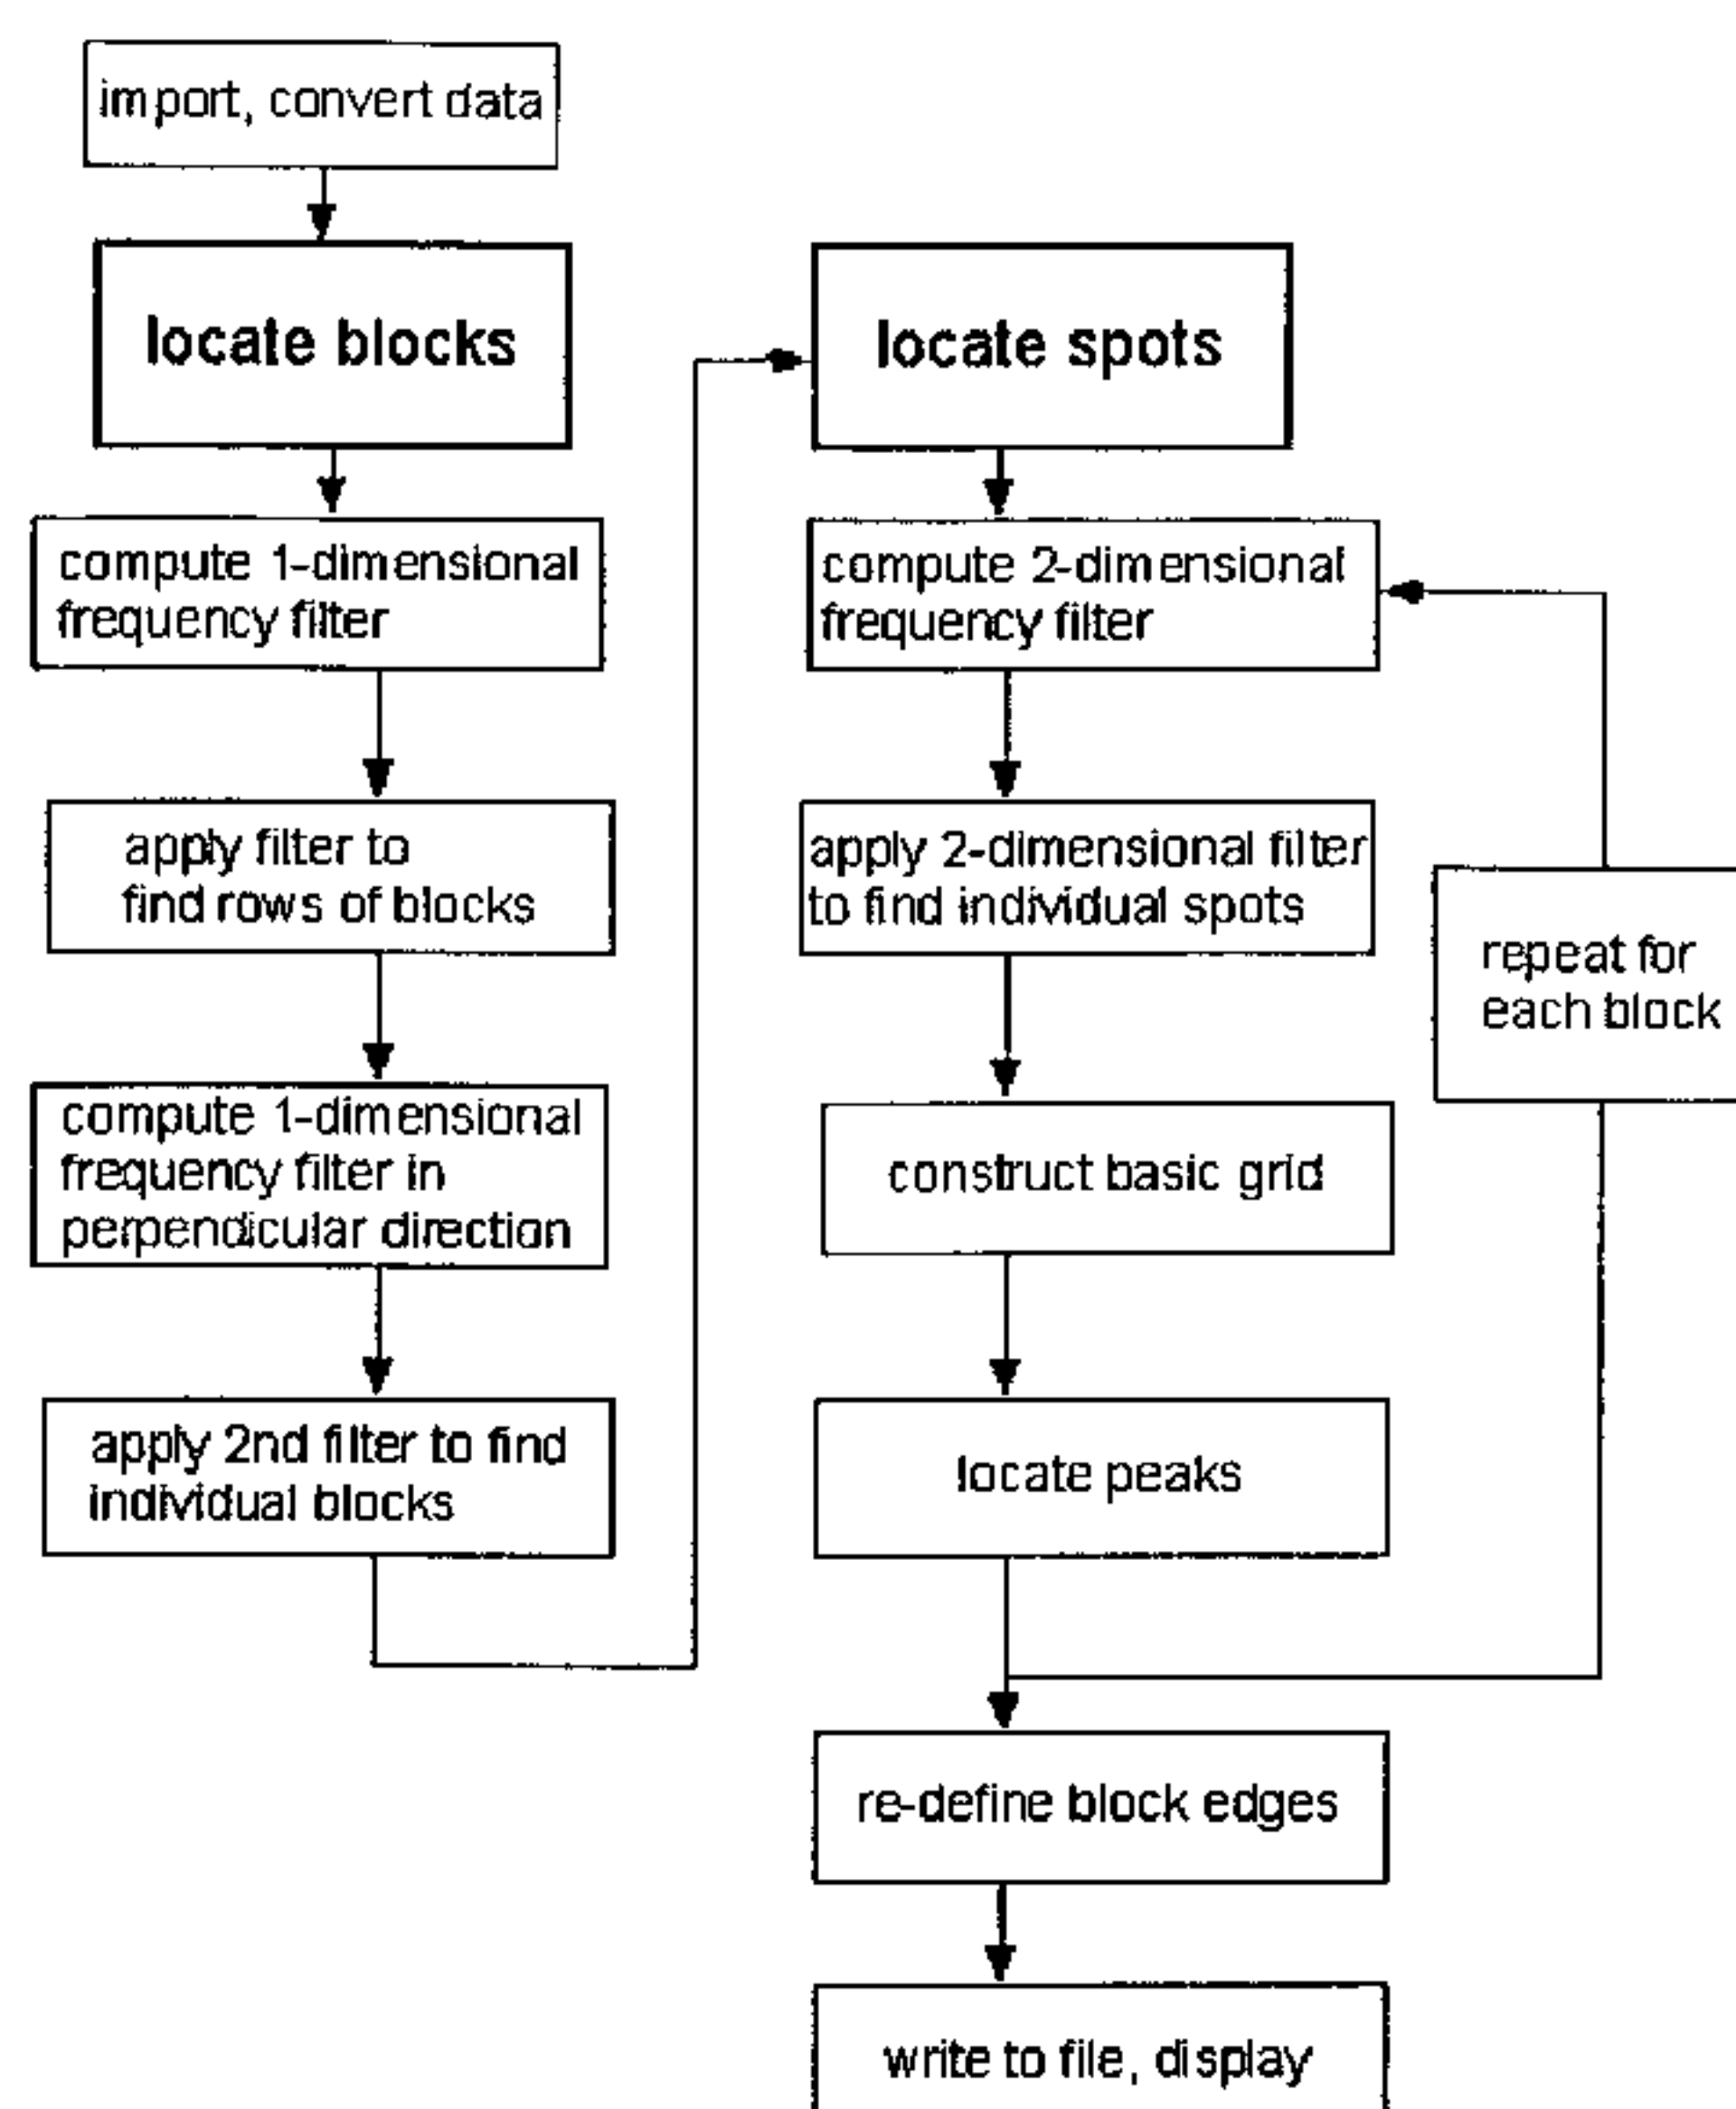 import, convert data
locate blocks
compute 1-dimensional
frequency filter
apply filter to
find rows of blocks
compute 1-dimensional
frequency filter in
perpendicular direction
apply 2nd filter to find
individual blocks
locate spots
compute 2-dimensional
frequency filter
apply 2-dimensional filter
to find individual spots
construct basic grid
locate peaks
re-define block edges
write to file, display
repeat for
each block